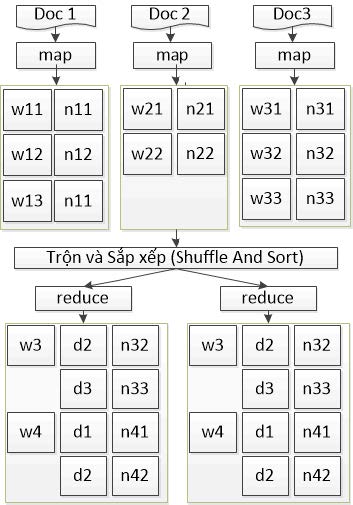 Doc 1 Doc 2 Doc3
map map map
w11 n11 w21 n21 w31 n31
w12 n12 w22 n22 w32 n32
w13 n11 w33 n33
Trộn và Sắp xếp (Shuffle And Sort)
reduce reduce
w3 d2 n32 w3 d2 n32
d3 n33 d3 n33
w4 d1 n41 w4 d1 n41
d2 n42 d2 n42